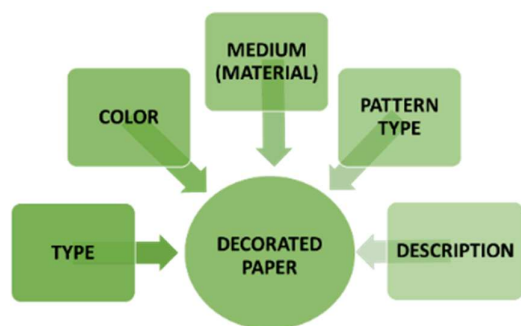 MEDIUM
(MATERIAL)
COLOR
PATTERN
TYPE
TYPE
DECORATED
PAPER
DESCRIPTION